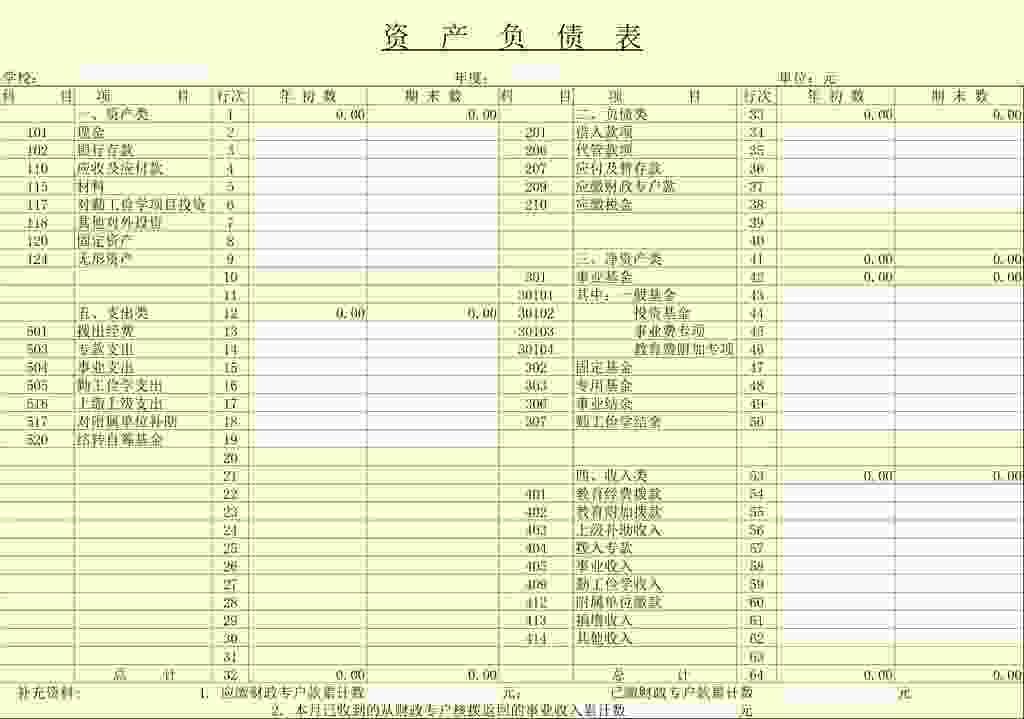 资 产 负 债 表
学校: 年度: 单位: 元
科 目 项 目 行次 年 初 数 期 末 数 科 目 项 目 行次 年 初 数 期 末 数
一、资产类 1 0.00 0.00 二、负债类 33 0.00 0.00
101 现金 2 201 借入款项 34
102 银行存款 3 206 代管款项 35
110 应收及应付款 4 207 应付及暂存款 36
115 材料 5 209 应缴财政专户款 37
117 对勤工俭学项目投资 6 210 应缴税金 38
118 其他对外投资 7 39
120 固定资产 8 40
124 无形资产 9 三、净资产类 41 0.00 0.00
10 301 事业基金 42 0.00 0.00
11 30101 其中: 一般基金 43
五、支出类 12 0.00 0.00 30102 投资基金 44
501 拨出经费 13 30103 事业费专项 45
503 专款支出 14 30104 教育费附加专项 46
504 事业支出 15 302 固定基金 47
505 勤工俭学支出 16 303 专用基金 48
516 上缴上级支出 17 306 事业结余 49
517 对附属单位补助 18 307 勤工俭学结余 50
520 结转自筹基金 19
20
21 四、收入类 53 0.00 0.00
22 401 教育经费拨款 54
23 402 教育附加拨款 55
24 403 上级补助收入 56
25 404 拨入专款 57
26 405 事业收入 58
27 409 勤工俭学收入 59
28 412 附属单位缴款 60
29 413 捐增收入 61
30 414 其他收入 62
31 63
总 计 32 0.00 0.00 总 计 64 0.00 0.00
补充资料: 1. 应缴财政专户款累计数 元; 已缴财政专户款累计数 元
2. 本月已收到的从财政专户核拨返回的事业收入累计数 元